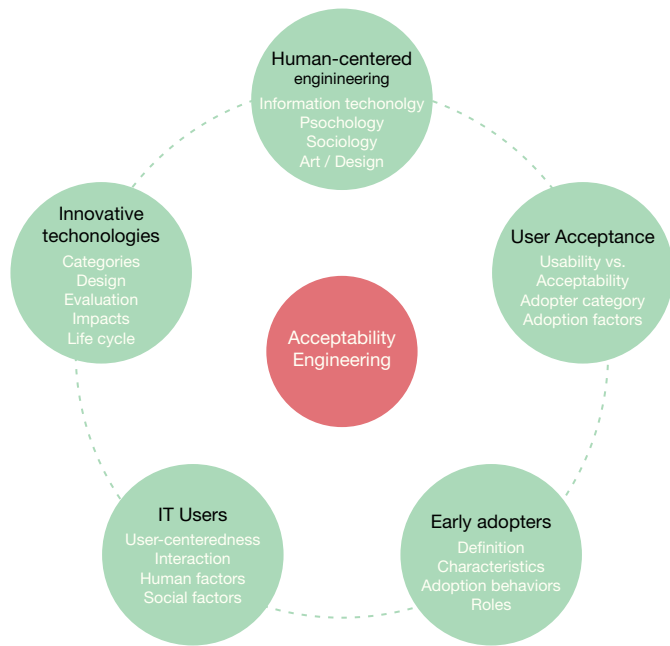 Human-centered
enginineering
Information techonolgy
Psochology
Sociology
Art / Design
Innovative
techonologies
Categories
Design
Evaluation
Impacts
Life cycle
User Acceptance
Usability vs.
Acceptability
Adopter category
Adoption factors
Acceptability
Engineering
IT Users
User-centeredness
Interaction
Human factors
Social factors
Early adopters
Definition
Characteristics
Adoption behaviors
Roles